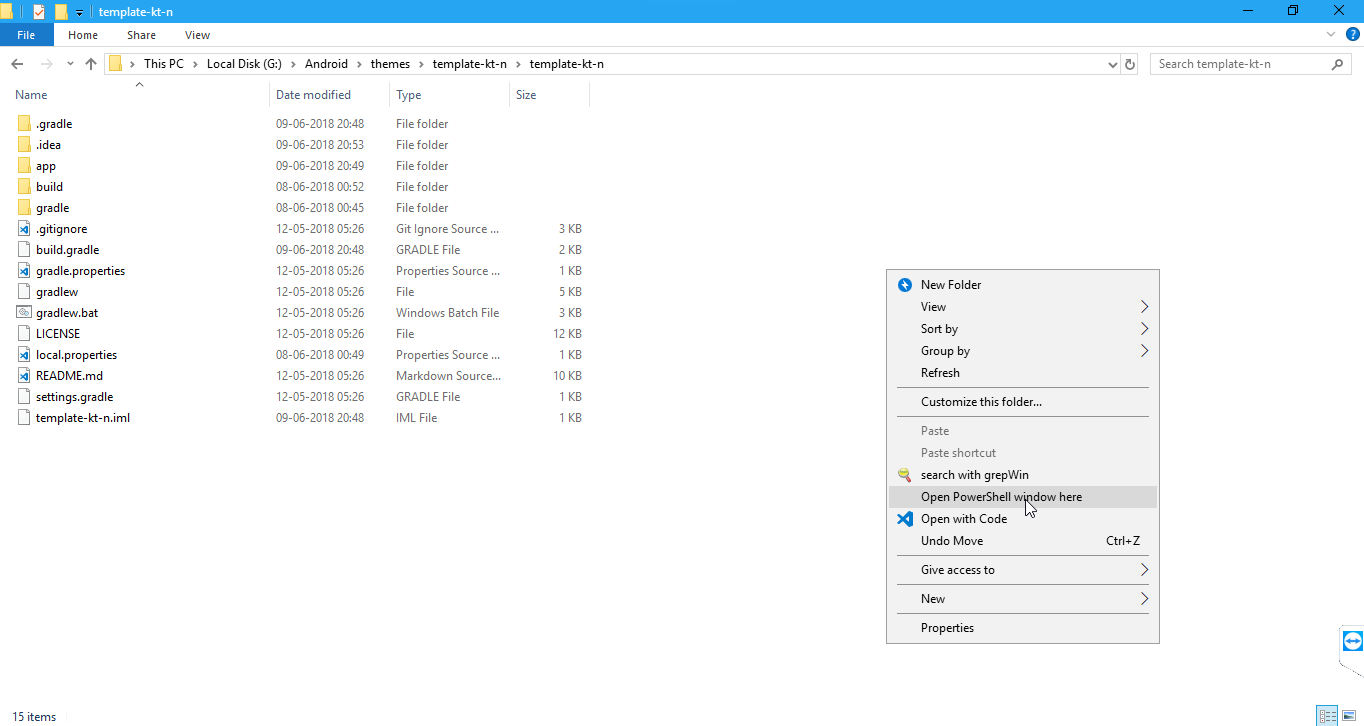 template-kt-n
File Home Share View
This PC Local Disk (G:) Android themes template-kt-n template-kt-n Search template-kt-n
Name Date modified Type Size
.gradle 09-06-2018 20:48 File folder
.idea 09-06-2018 20:53 File folder
app 09-06-2018 20:49 File folder
build 08-06-2018 00:52 File folder
gradle 08-06-2018 00:45 File folder
.gitignore 12-05-2018 05:26 Git Ignore Source ... 3 KB
build.gradle 09-06-2018 20:48 GRADLE File 2 KB
gradle.properties 12-05-2018 05:26 Properties Source ... 1 KB
gradlew 12-05-2018 05:26 File 5 KB
gradlew.bat 12-05-2018 05:26 Windows Batch File 3 KB
LICENSE 12-05-2018 05:26 File 12 KB
local.properties 08-06-2018 00:49 Properties Source ... 1 KB
README.md 12-05-2018 05:26 Markdown Source... 10 KB
settings.gradle 12-05-2018 05:26 GRADLE File 1 KB
template-kt-n.iml 09-06-2018 20:48 IML File 1 KB
New Folder
View
Sort by
Group by
Refresh
Customize this folder...
Paste
Paste shortcut
search with grepWin
Open PowerShell window here
Open with Code
Undo Move Ctrl+Z
Give access to
New
Properties
15 items